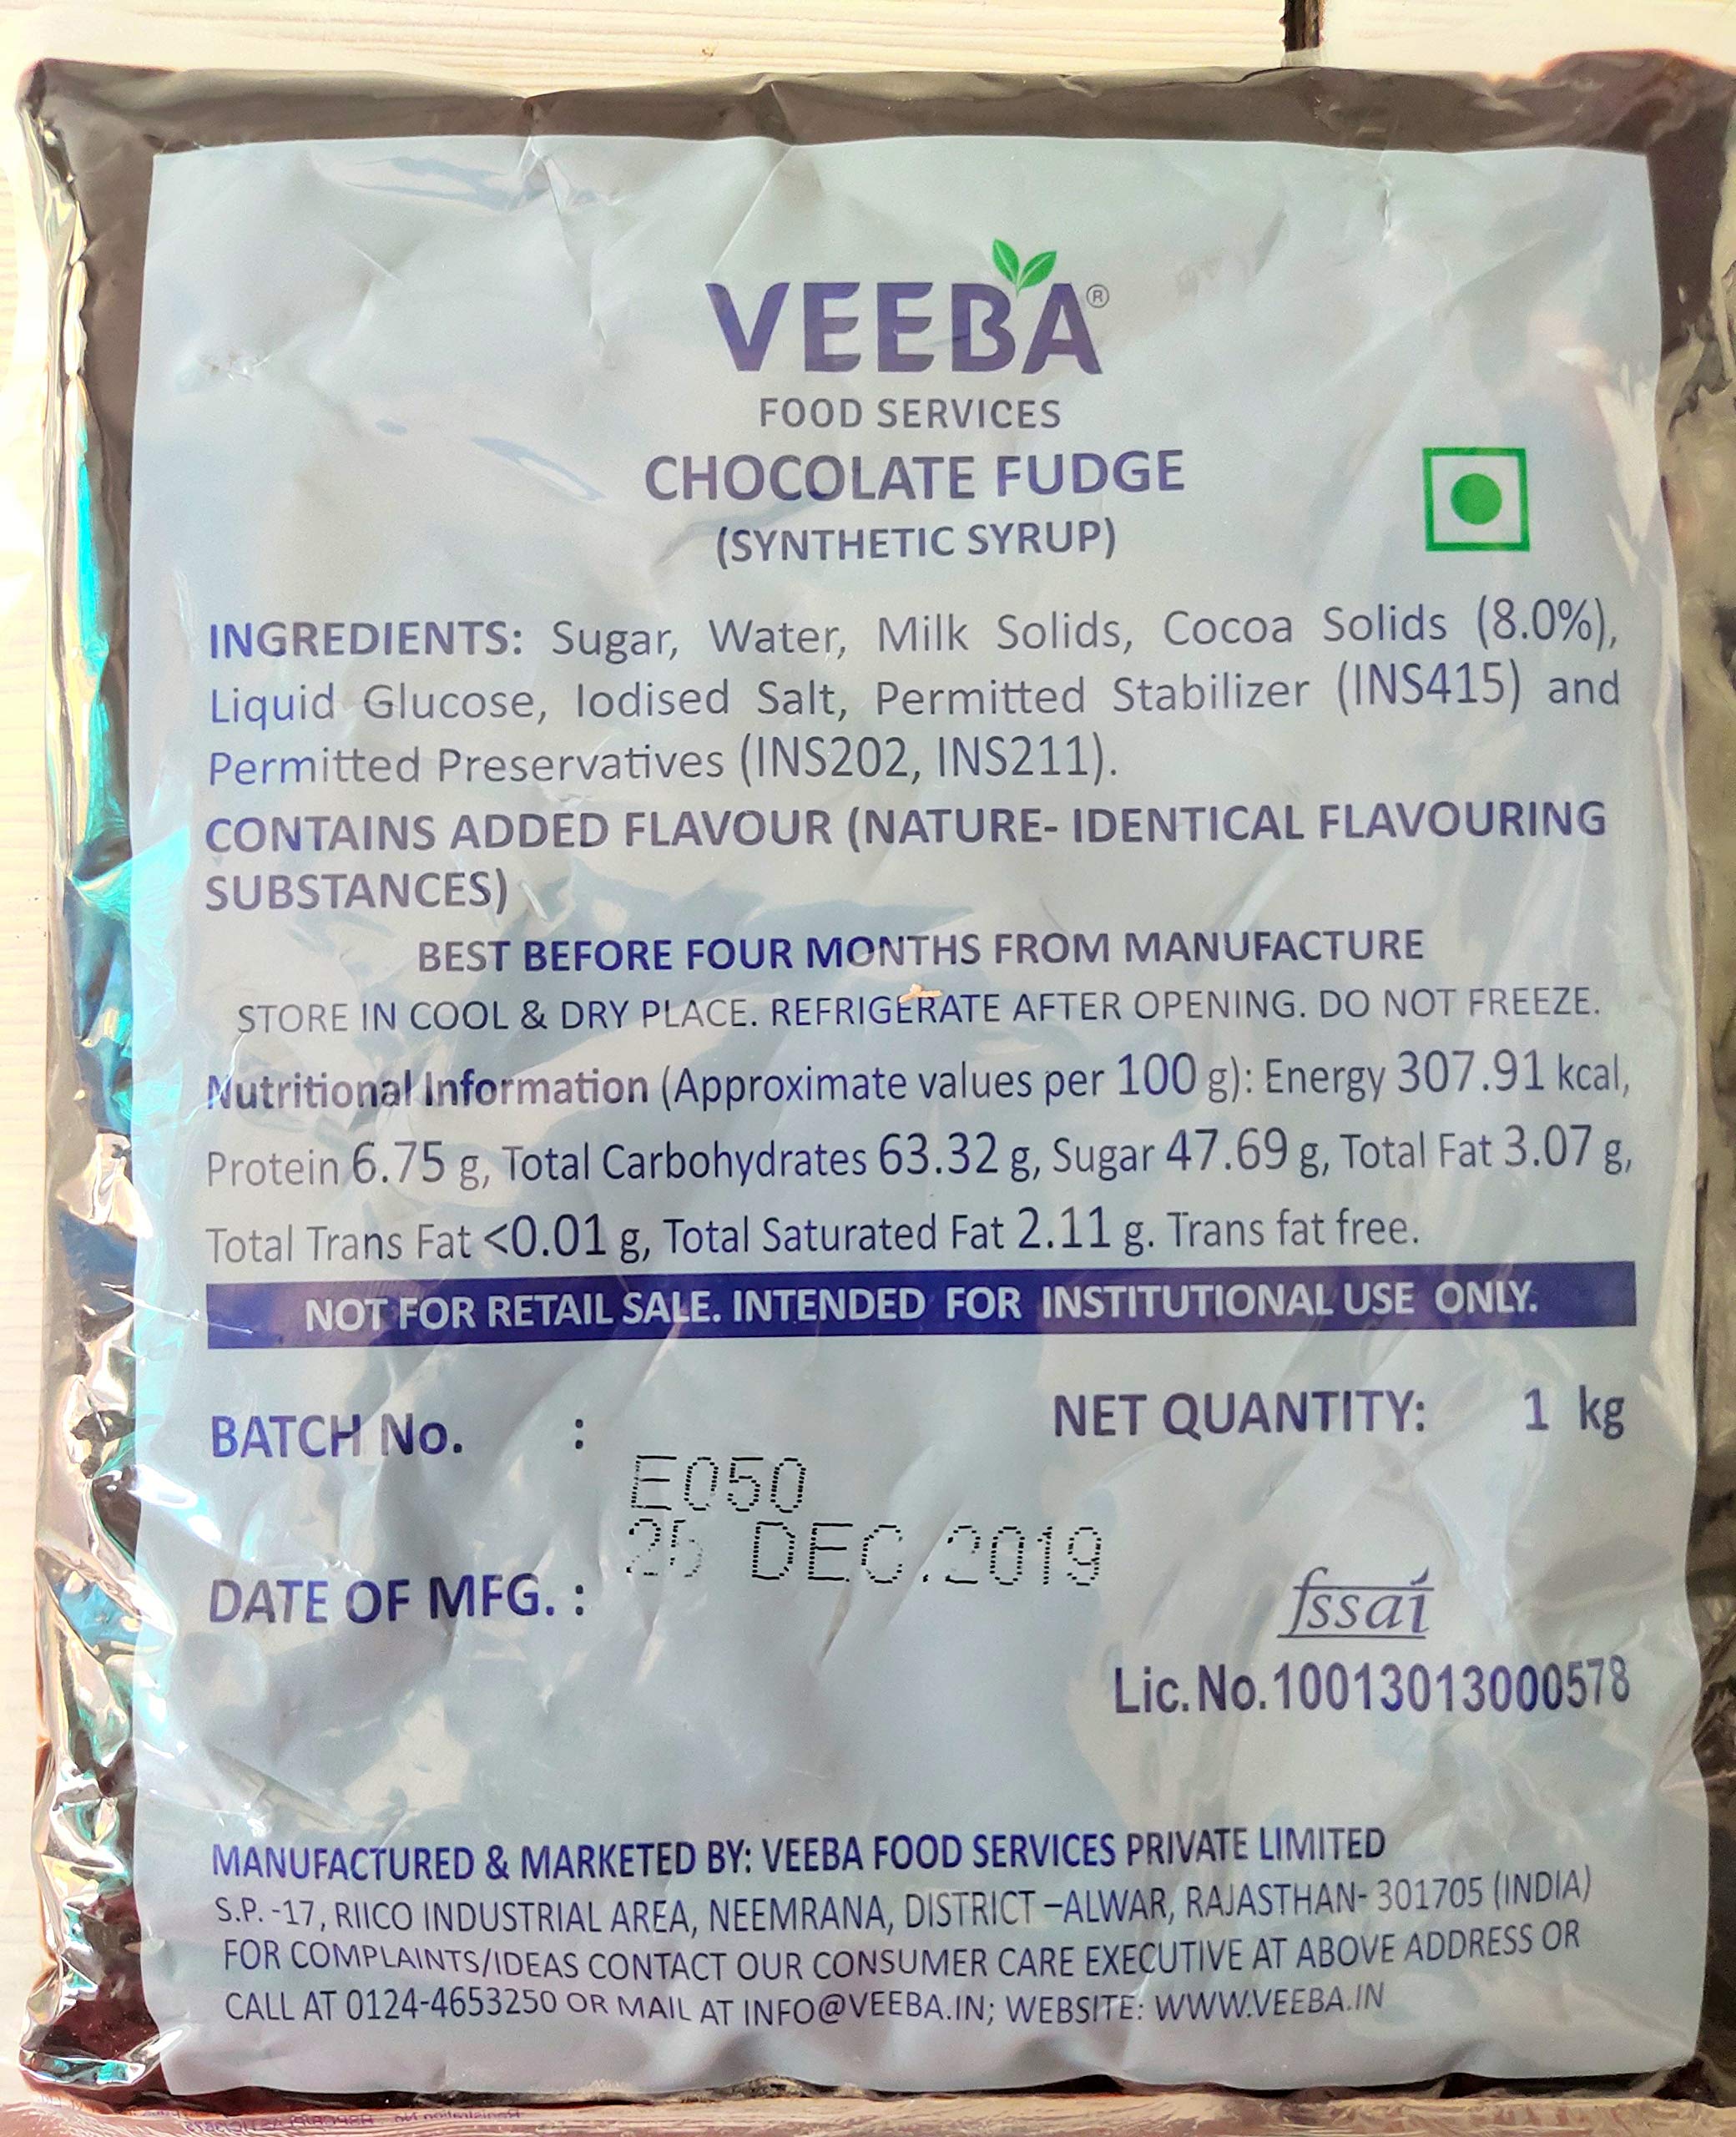 VEEBA®
FOOD SERVICES
CHOCOLATE FUDGE
(SYNTHETIC SYRUP)
INGREDIENTS: Sugar, Water, Milk Solids, Cocoa Solids (8.0%),
Liquid Glucose, Iodised Salt, Permitted Stabilizer (INS415) and
Permitted Preservatives (INS202, INS211).
CONTAINS ADDED FLAVOUR (NATURE- IDENTICAL FLAVOURING
SUBSTANCES)
BEST BEFORE FOUR MONTHS FROM MANUFACTURE
STORE IN COOL & DRY PLACE. REFRIGERATE AFTER OPENING. DO NOT FREEZE.
Nutritional Information (Approximate values per 100 g): Energy 307.91 kcal,
Protein 6.75 g, Total Carbohydrates 63.32 g, Sugar 47.69 g, Total Fat 3.07 g,
Total Trans Fat <0.01 g, Total Saturated Fat 2.11 g. Trans fat free.
NOT FOR RETAIL SALE. INTENDED FOR INSTITUTIONAL USE ONLY.
BATCH No. :
NET QUANTITY: 1 kg
E050
DEC.2019
DATE OF MFG. :
fssai
Lic.No.10013013000578
MANUFACTURED & MARKETED BY: VEEBA FOOD SERVICES PRIVATE LIMITED
S.P. -17, RIICO INDUSTRIAL AREA, NEEMRANA, DISTRICT –ALWAR, RAJASTHAN- 301705 (INDIA)
FOR COMPLAINTS/IDEAS CONTACT OUR CONSUMER CARE EXECUTIVE AT ABOVE ADDRESS OR
CALL AT 0124-4653250 OR MAIL AT INFO@VEEBA.IN; WEBSITE: WWW.VEEBA.IN